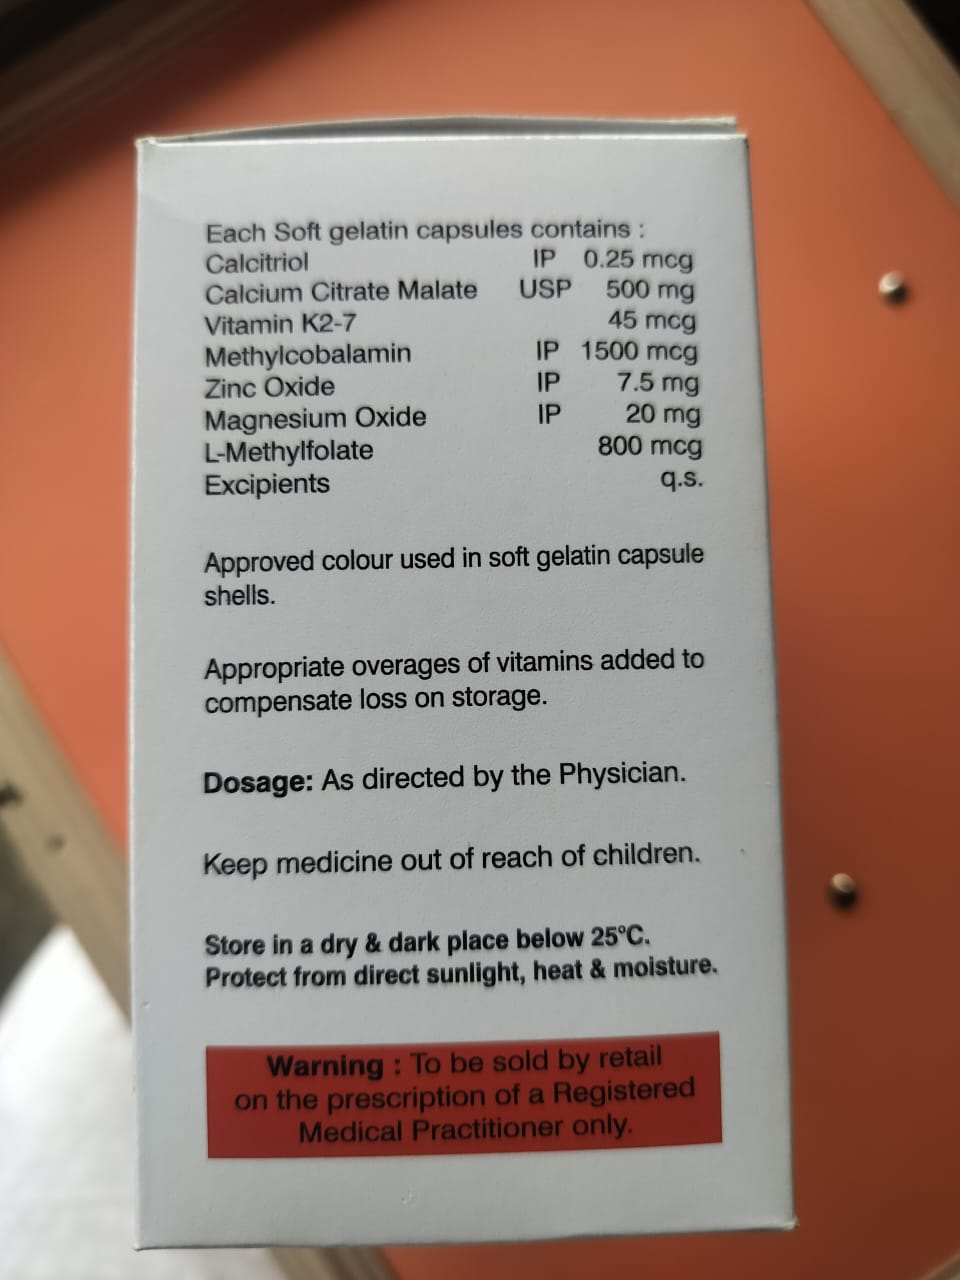 Each Soft gelatin capsules contains :
Calcitriol IP 0.25 mcg
Calcium Citrate Malate USP 500 mg
Vitamin K2-7 45 mcg
Methylcobalamin IP 1500 mcg
Zinc Oxide IP 7.5 mg
Magnesium Oxide IP 20 mg
L-Methylfolate 800 mcg
Excipients q.s.
Approved colour used in soft gelatin capsule
shells.
Appropriate overages of vitamins added to
compensate loss on storage.
Dosage: As directed by the Physician.
Keep medicine out of reach of children.
Store in a dry & dark place below 25°C.
Protect from direct sunlight, heat & moisture.
Warning : To be sold by retail
on the prescription of a Registered
Medical Practitioner only.